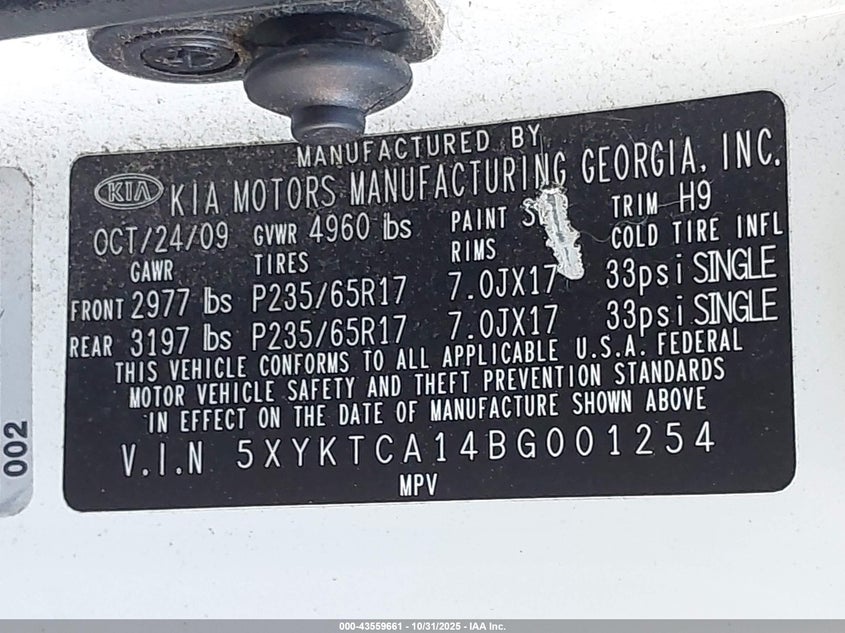 MANUFACTURED BY
KIA KIA MOTORS MANUFACTURING GEORGIA, INC.
OCT/24/09 GVWR 4960 lbs PAINT TRIM H9
GAWR TIRES RIMS COLD TIRE INFL
FRONT 2977 lbs P235/65R17 7.0JX17 33psi SINGLE
REAR 3197 lbs P235/65R17 7.0JX17 33psi SINGLE
THIS VEHICLE CONFORMS TO ALL APPLICABLE U.S.A. FEDERAL
MOTOR VEHICLE SAFETY AND THEFT PREVENTION STANDARDS
IN EFFECT ON THE DATE OF MANUFACTURE SHOWN ABOVE
V.I.N 5XYKTCA14BG001254
MPV
002
000-43559661 - 10/31/2025 - IAA Inc.